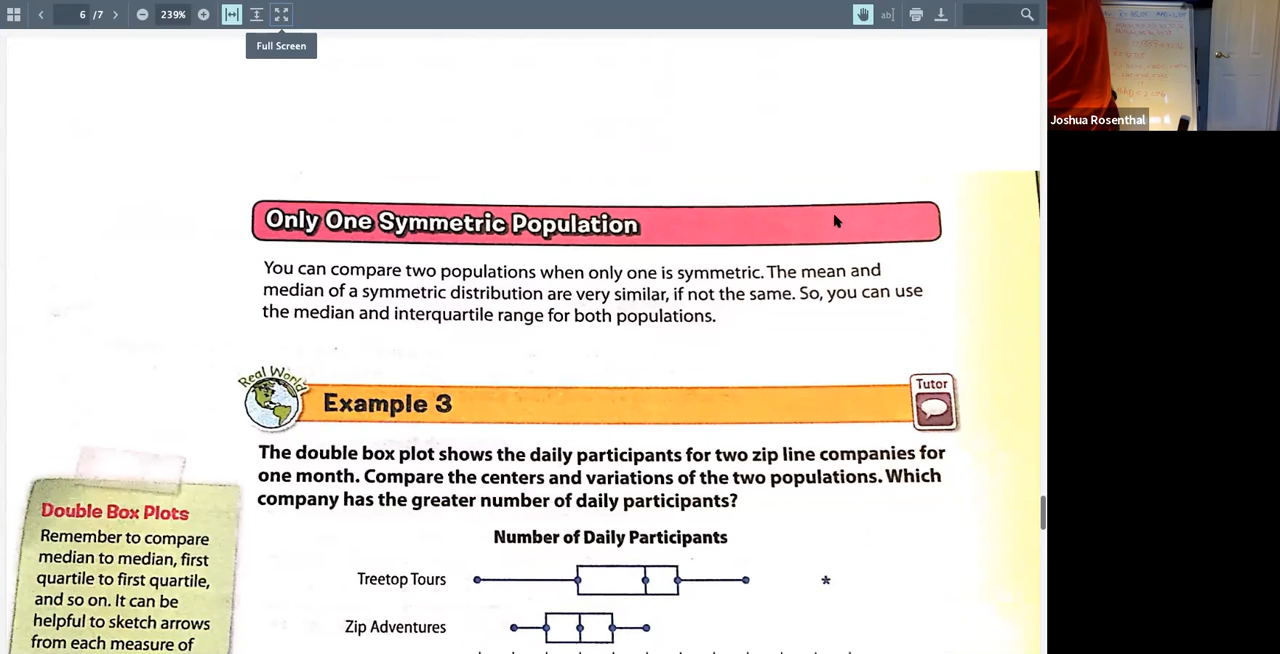 6 /7
239%
ab
Full Screen
Joshua Rosenthal
Only One Symmetric Population
You can compare two populations when only one is symmetric. The mean and
median of a symmetric distribution are very similar, if not the same. So, you can use
the median and interquartile range for both populations.
Real World
Example 3
Tutor
The double box plot shows the daily participants for two zip line companies for
one month. Compare the centers and variations of the two populations. Which
company has the greater number of daily participants?
Double Box Plots
Remember to compare
median to median, first
quartile to first quartile,
and so on. It can be
helpful to sketch arrows
from each measure of
Number of Daily Participants
Treetop Tours
*
Zip Adventures